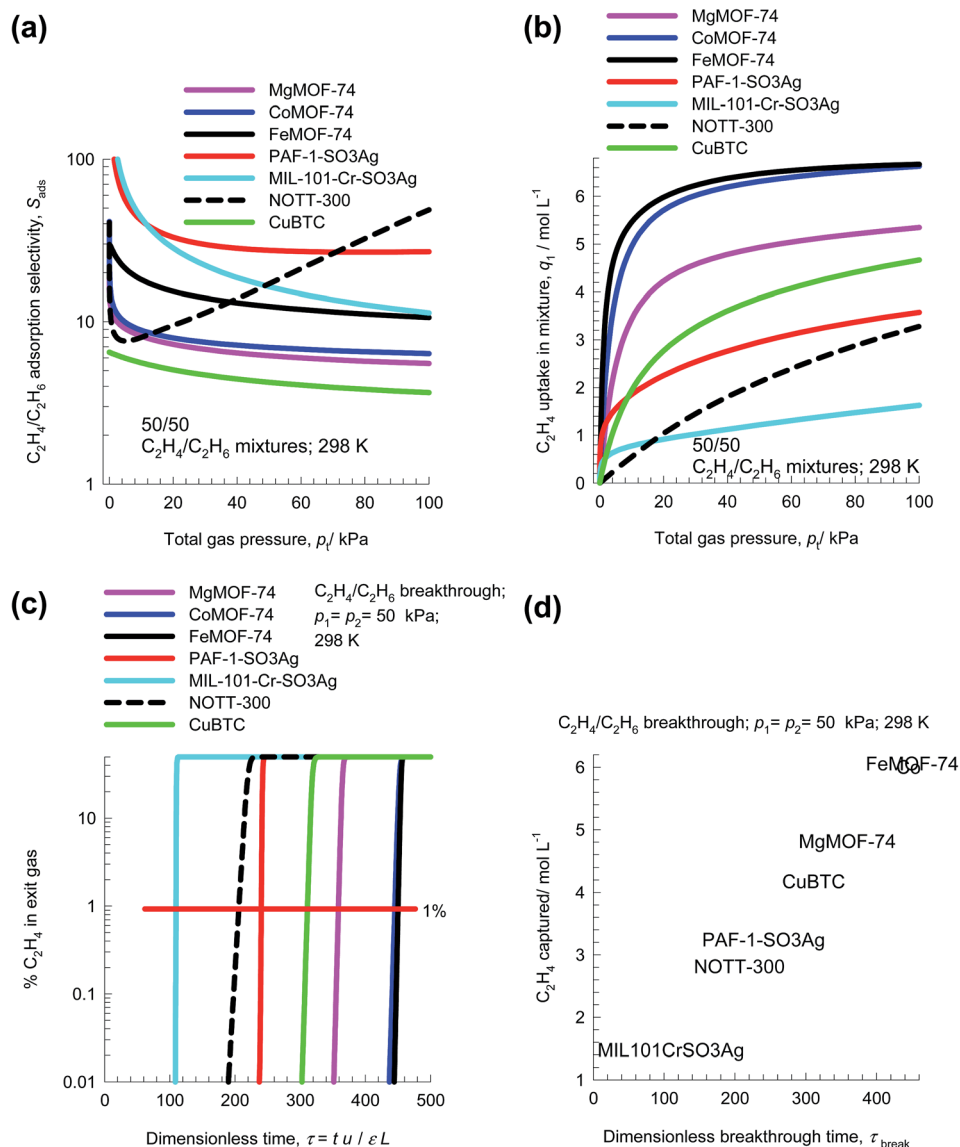 (a)
MgMOF-74
CoMOF-74
FeMOF-74
PAF-1-SO3Ag
MIL-101-Cr-SO3Ag
NOTT-300
CuBTC
100
10
1
C₂H₄/C₂H₆ adsorption selectivity, S_ads
50/50
C₂H₄/C₂H₆ mixtures; 298 K
0 20 40 60 80 100
Total gas pressure, pₜ/ kPa
(b)
MgMOF-74
CoMOF-74
FeMOF-74
PAF-1-SO3Ag
MIL-101-Cr-SO3Ag
NOTT-300
CuBTC
6
5
4
3
2
1
0
C₂H₄ uptake in mixture, q₁ / mol L⁻¹
50/50
C₂H₄/C₂H₆ mixtures; 298 K
0 20 40 60 80 100
Total gas pressure, pₜ/ kPa
(c)
MgMOF-74
CoMOF-74
FeMOF-74
PAF-1-SO3Ag
MIL-101-Cr-SO3Ag
NOTT-300
CuBTC
C₂H₄/C₂H₆ breakthrough;
p₁= p₂= 50 kPa;
298 K
10
1
0.1
0.01
% C₂H₄ in exit gas
1%
0 100 200 300 400 500
Dimensionless time, τ = t u / ε L
(d)
C₂H₄/C₂H₆ breakthrough; p₁= p₂= 50 kPa; 298 K
6
5
4
3
2
1
C₂H₄ captured/ mol L⁻¹
FeMOF-74
Co
MgMOF-74
CuBTC
PAF-1-SO3Ag
NOTT-300
MIL101CrSO3Ag
0 100 200 300 400
Dimensionless breakthrough time, τ_break